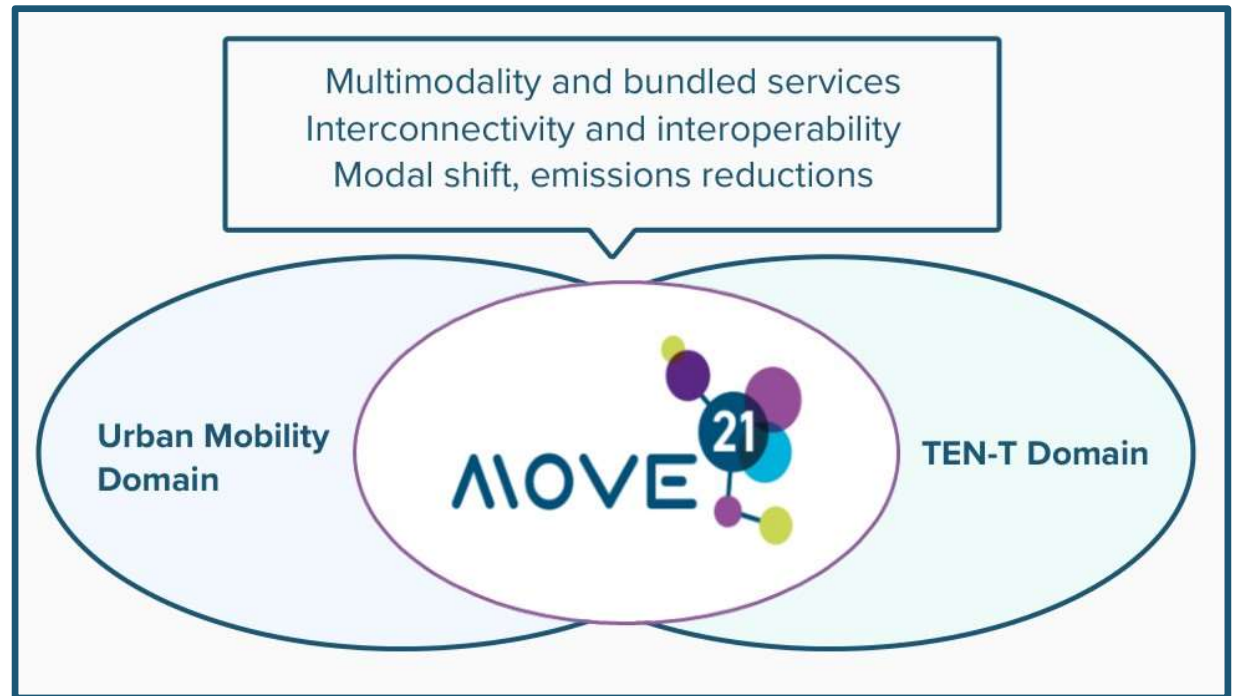 Multimodality and bundled services
Interconnectivity and interoperability
Modal shift, emissions reductions
Urban Mobility
Domain
MOVE 21
TEN-T Domain